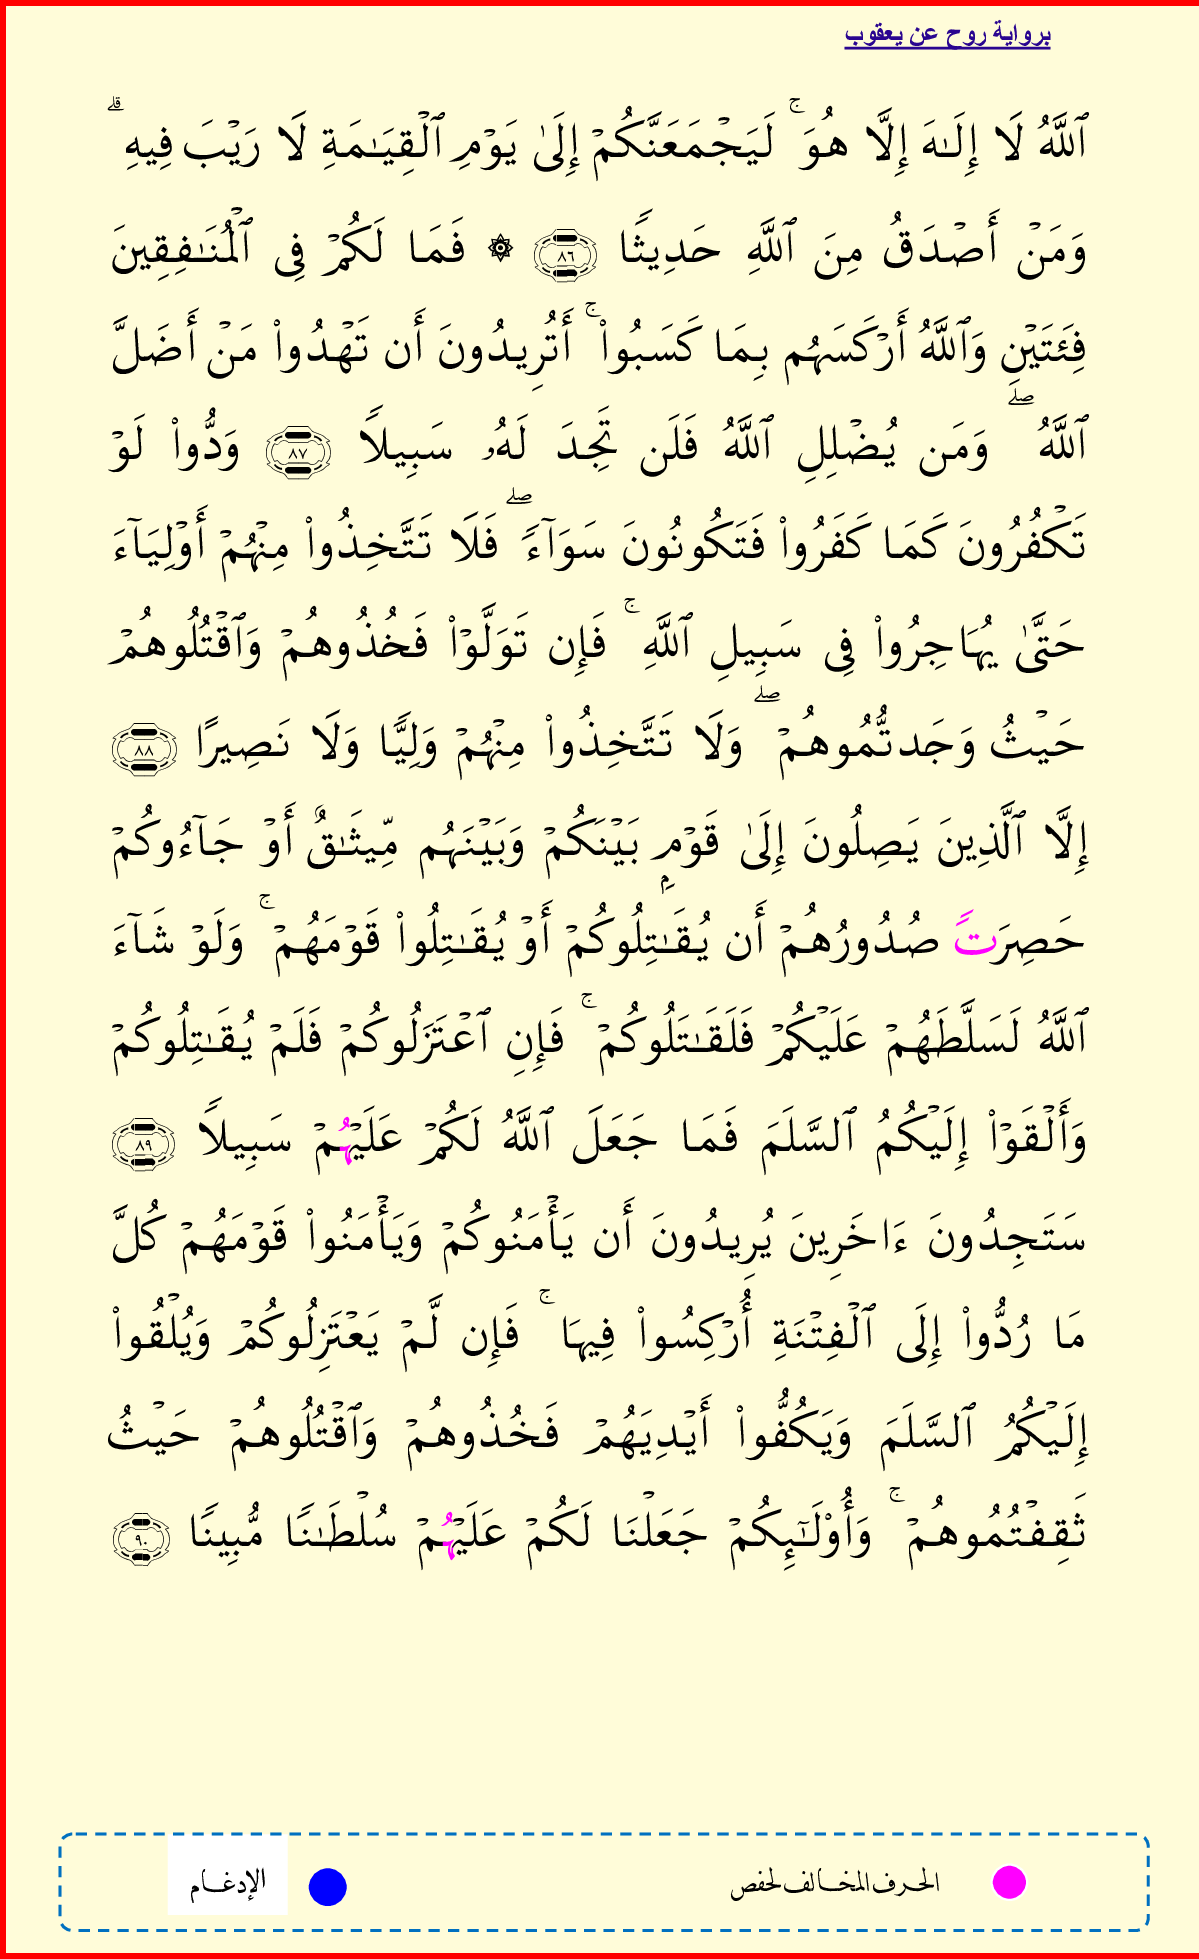 برواية روح عن يعقوب
ٱللَّهُ لَا إِلَـٰهَ إِلَّا هُوَ ۚ لَيَجْمَعَنَّكُمْ إِلَىٰ يَوْمِ ٱلْقِيَـٰمَةِ لَا رَيْبَ فِيهِ ۗ
وَمَنْ أَصْدَقُ مِنَ ٱللَّهِ حَدِيثًا ٨٦ ۞ فَمَا لَكُمْ فِى ٱلْمُنَـٰفِقِينَ
فِئَتَيْنِ وَٱللَّهُ أَرْكَسَهُم بِمَا كَسَبُوا۟ ۚ أَتُرِيدُونَ أَن تَهْدُوا۟ مَنْ أَضَلَّ
ٱللَّهُ ۖ وَمَن يُضْلِلِ ٱللَّهُ فَلَن تَجِدَ لَهُۥ سَبِيلًا ٨٧ وَدُّوا۟ لَوْ
تَكْفُرُونَ كَمَا كَفَرُوا۟ فَتَكُونُونَ سَوَآءً ۖ فَلَا تَتَّخِذُوا۟ مِنْهُمْ أَوْلِيَآءَ
حَتَّىٰ يُهَاجِرُوا۟ فِى سَبِيلِ ٱللَّهِ ۚ فَإِن تَوَلَّوْا۟ فَخُذُوهُمْ وَٱقْتُلُوهُمْ
حَيْثُ وَجَدتُّمُوهُمْ ۖ وَلَا تَتَّخِذُوا۟ مِنْهُمْ وَلِيًّا وَلَا نَصِيرًا ٨٨
إِلَّا ٱلَّذِينَ يَصِلُونَ إِلَىٰ قَوْمٍۭ بَيْنَكُمْ وَبَيْنَهُم مِّيثَـٰقٌ أَوْ جَآءُوكُمْ
حَصِرَتً صُدُورُهُمْ أَن يُقَـٰتِلُوكُمْ أَوْ يُقَـٰتِلُوا۟ قَوْمَهُمْ ۚ وَلَوْ شَآءَ
ٱللَّهُ لَسَلَّطَهُمْ عَلَيْكُمْ فَلَقَـٰتَلُوكُمْ ۚ فَإِنِ ٱعْتَزَلُوكُمْ فَلَمْ يُقَـٰتِلُوكُمْ
وَأَلْقَوْا۟ إِلَيْكُمُ ٱلسَّلَمَ فَمَا جَعَلَ ٱللَّهُ لَكُمْ عَلَيْهُمْ سَبِيلًا ٨٩
سَتَجِدُونَ ءَاخَرِينَ يُرِيدُونَ أَن يَأْمَنُوكُمْ وَيَأْمَنُوا۟ قَوْمَهُمْ كُلَّ
مَا رُدُّوا۟ إِلَى ٱلْفِتْنَةِ أُرْكِسُوا۟ فِيهَا ۚ فَإِن لَّمْ يَعْتَزِلُوكُمْ وَيُلْقُوا۟
إِلَيْكُمُ ٱلسَّلَمَ وَيَكُفُّوا۟ أَيْدِيَهُمْ فَخُذُوهُمْ وَٱقْتُلُوهُمْ حَيْثُ
ثَقِفْتُمُوهُمْ ۚ وَأُو۟لَـٰٓئِكُمْ جَعَلْنَا لَكُمْ عَلَيْهُمْ سُلْطَـٰنًا مُّبِينًا ٩٠
الحرف المخالف لحفص الإدغام